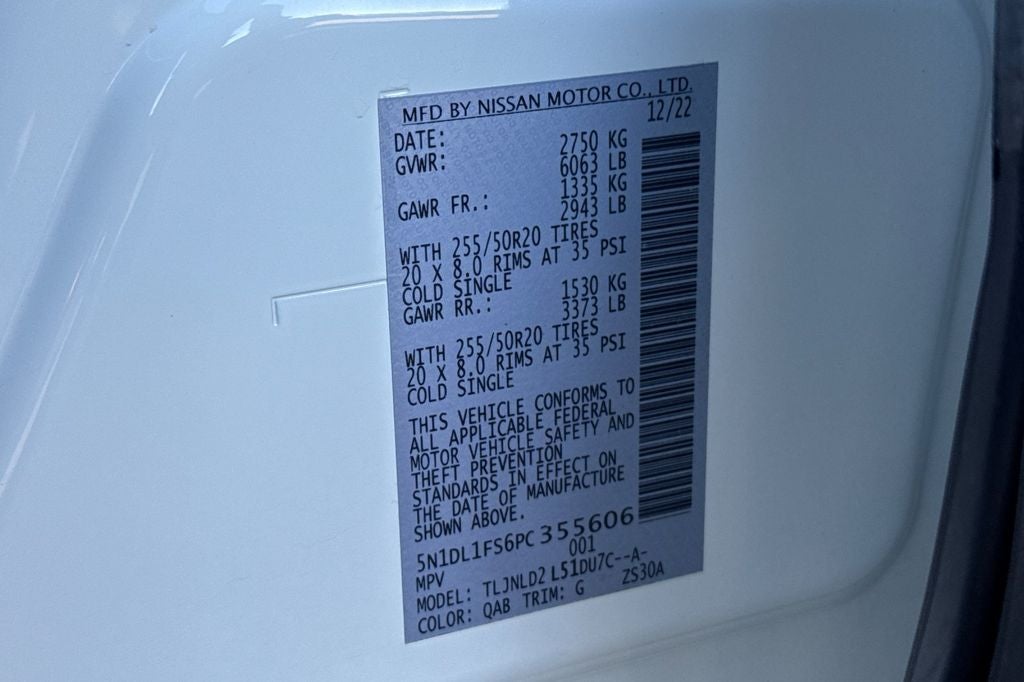 MFD BY NISSAN MOTOR CO., LTD.
DATE: 12/22
GVWR: 2750 KG
6063 LB
1335 KG
GAWR FR.: 2943 LB
WITH 255/50R20 TIRES
20 X 8.0 RIMS AT 35 PSI
COLD SINGLE
1530 KG
GAWR RR.: 3373 LB
WITH 255/50R20 TIRES
20 X 8.0 RIMS AT 35 PSI
COLD SINGLE
THIS VEHICLE CONFORMS TO
ALL APPLICABLE FEDERAL
MOTOR VEHICLE SAFETY AND
THEFT PREVENTION
STANDARDS IN EFFECT ON
THE DATE OF MANUFACTURE
SHOWN ABOVE.
5N1DL1FS6PC355606
MPV 001
MODEL: TLJNLD2 L51DU7C--A-
COLOR: QAB TRIM: G ZS30A